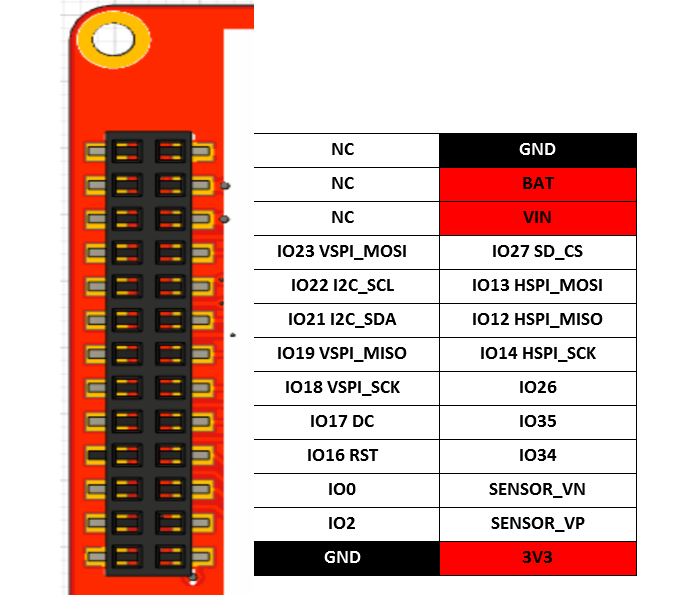 NC GND
NC BAT
NC VIN
IO23 VSPI_MOSI IO27 SD_CS
IO22 I2C_SCL IO13 HSPI_MOSI
IO21 I2C_SDA IO12 HSPI_MISO
IO19 VSPI_MISO IO14 HSPI_SCK
IO18 VSPI_SCK IO26
IO17 DC IO35
IO16 RST IO34
IO0 SENSOR_VN
IO2 SENSOR_VP
GND 3V3